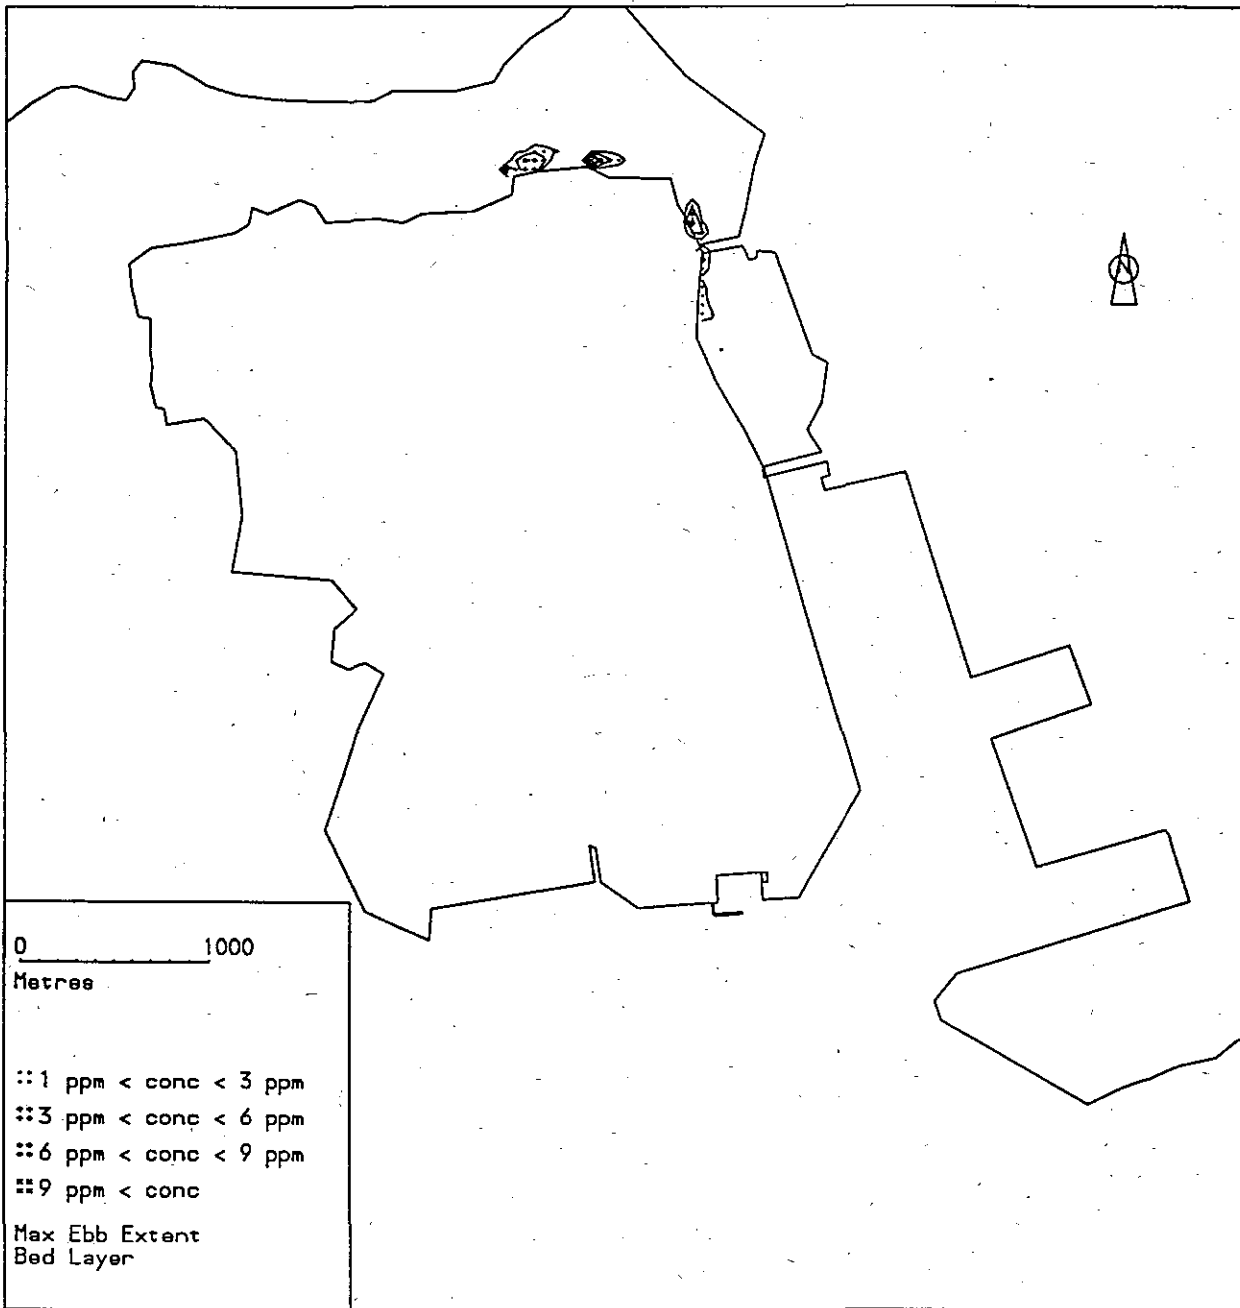 N
0 1000
Metres
1 ppm < conc < 3 ppm
3 ppm < conc < 6 ppm
6 ppm < conc < 9 ppm
9 ppm < conc
Max Ebb Extent
Bed Layer